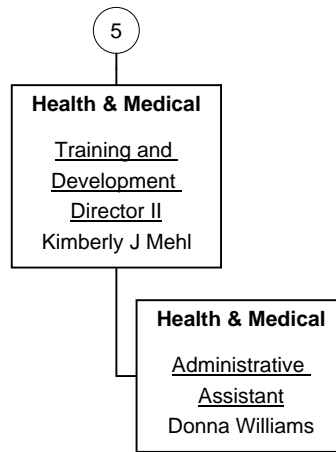 5
Health & Medical
Training and
Development
Director II
Kimberly J Mehl
Health & Medical
Administrative
Assistant
Donna Williams